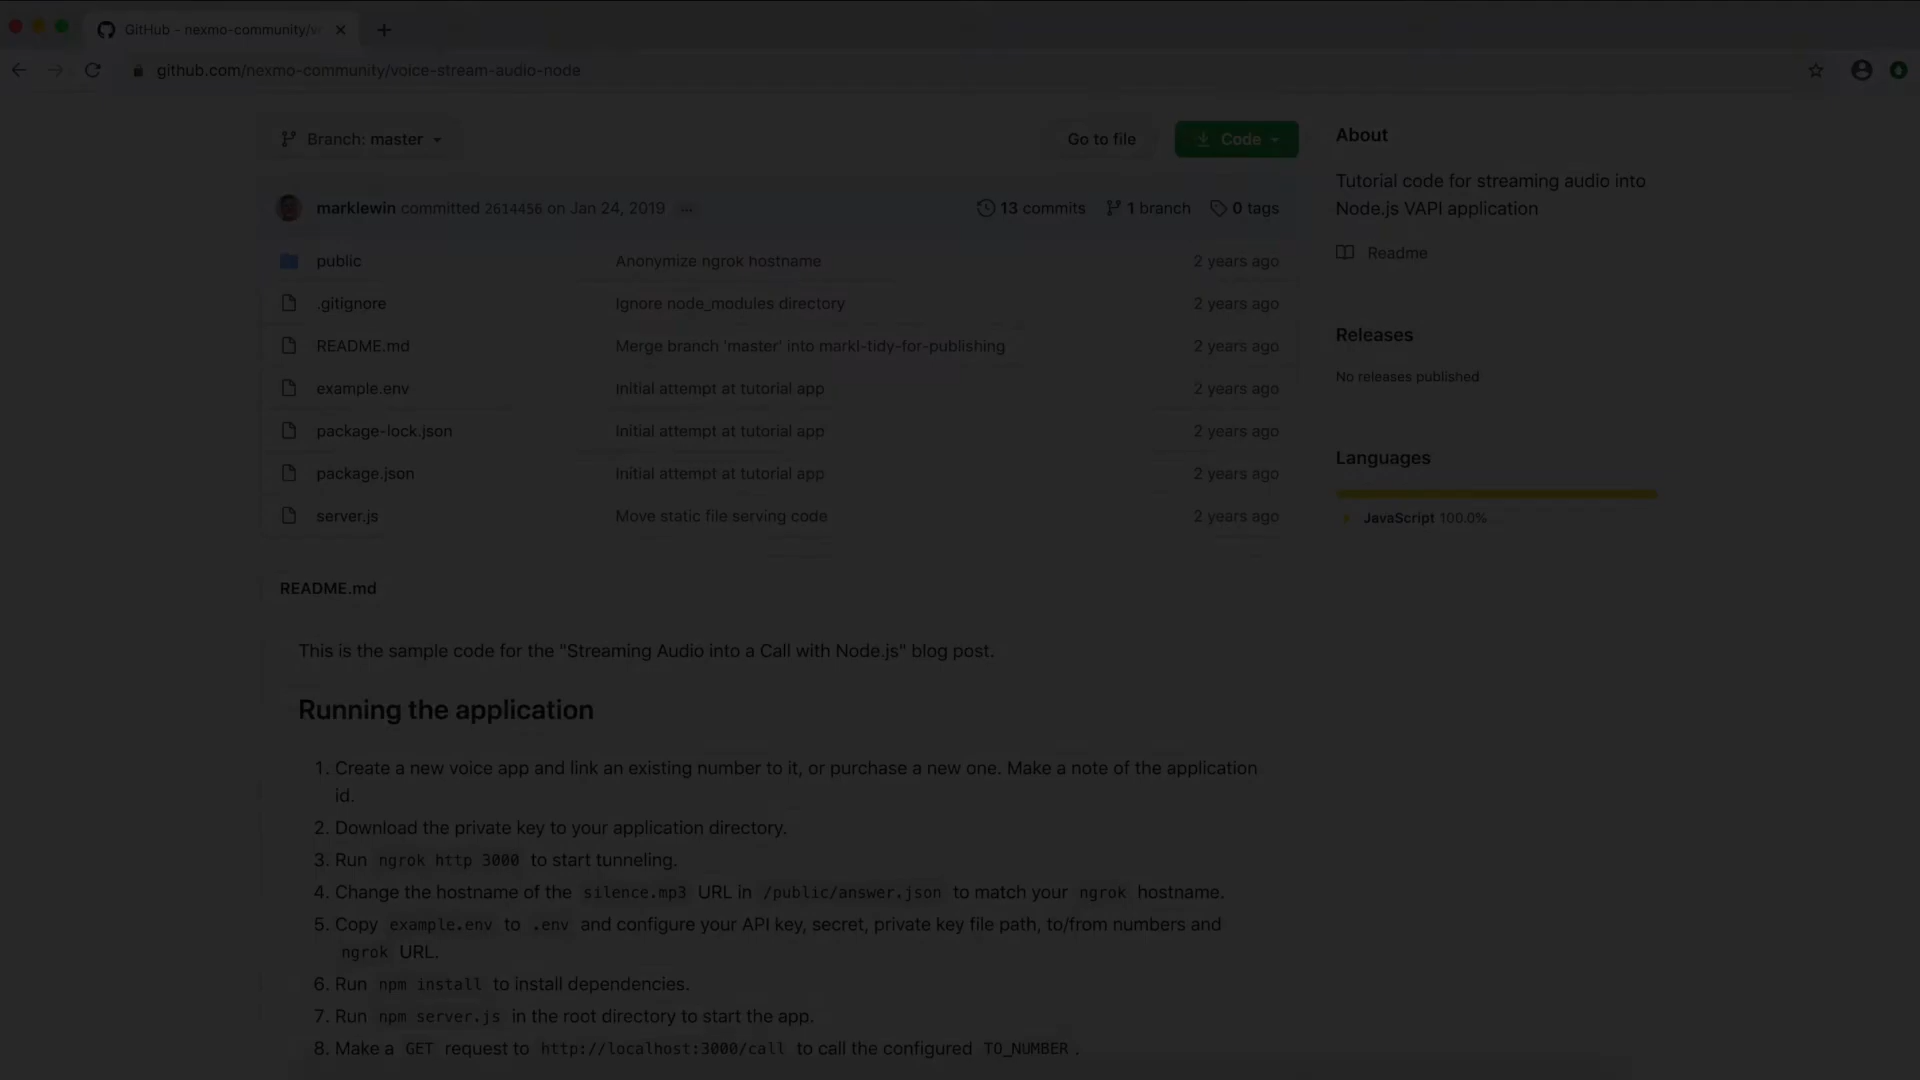 GitHub - nexmo-community/v
github.com/nexmo-community/voice-stream-audio-node
Branch: master
Go to file
Code
marklewin committed 2614456 on Jan 24, 2019 ...
13 commits
1 branch
0 tags
public Anonymize ngrok hostname 2 years ago
.gitignore Ignore node_modules directory 2 years ago
README.md Merge branch 'master' into markl-tidy-for-publishing 2 years ago
example.env Initial attempt at tutorial app 2 years ago
package-lock.json Initial attempt at tutorial app 2 years ago
package.json Initial attempt at tutorial app 2 years ago
server.js Move static file serving code 2 years ago
About
Tutorial code for streaming audio into
Node.js VAPI application
Readme
Releases
No releases published
Languages
JavaScript 100.0%
README.md
This is the sample code for the "Streaming Audio into a Call with Node.js" blog post.
Running the application
1. Create a new voice app and link an existing number to it, or purchase a new one. Make a note of the application
id.
2. Download the private key to your application directory.
3. Run ngrok http 3000 to start tunneling.
4. Change the hostname of the silence.mp3 URL in /public/answer.json to match your ngrok hostname.
5. Copy example.env to .env and configure your API key, secret, private key file path, to/from numbers and
ngrok URL.
6. Run npm install to install dependencies.
7. Run npm server.js in the root directory to start the app.
8. Make a GET request to http://localhost:3000/call to call the configured TO_NUMBER .